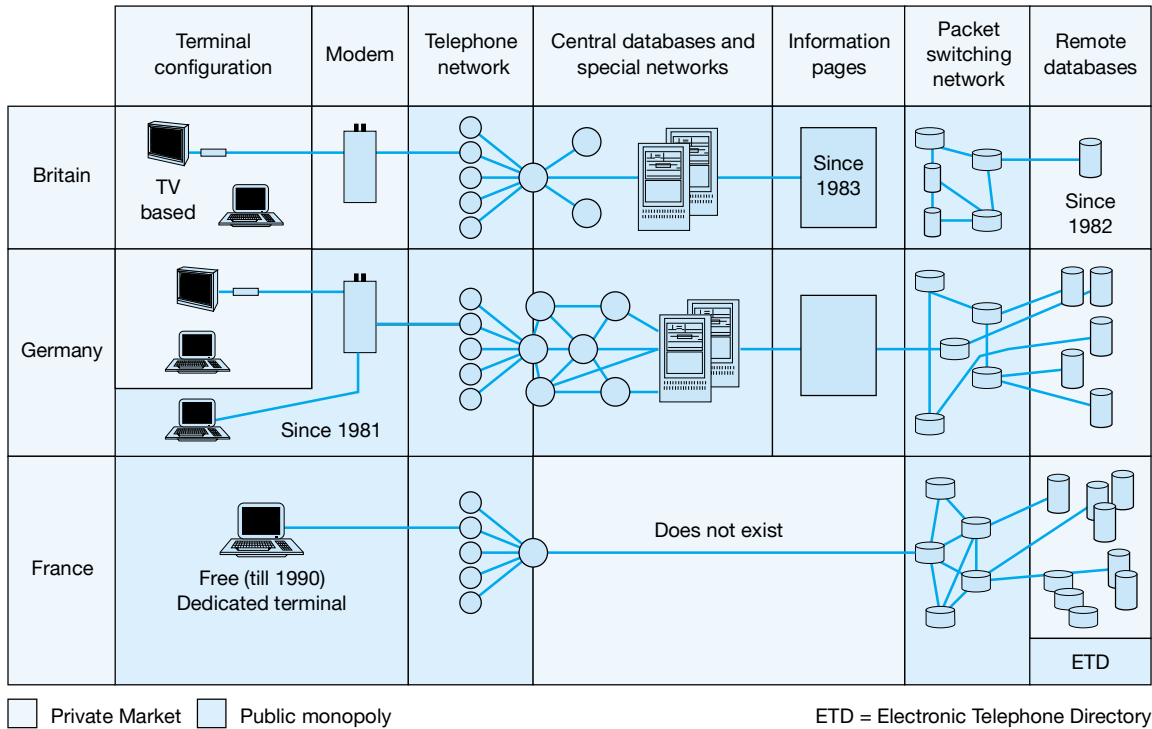 Terminal
configuration
Modem
Telephone
network
Central databases and
special networks
Information
pages
Packet
switching
network
Remote
databases
Britain
TV
based
Since
1983
Since
1982
Germany
Since 1981
France
Free (till 1990)
Dedicated terminal
Does not exist
ETD
Private Market
Public monopoly
ETD = Electronic Telephone Directory